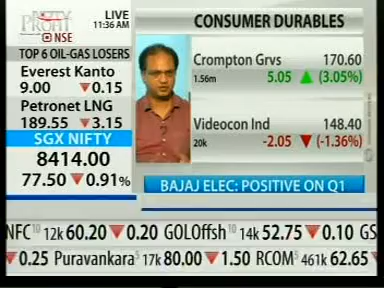 NDTV PROFIT
NSE
LIVE
11:36 AM
TOP 6 OIL-GAS LOSERS
Everest Kanto
9.00 ▼0.15
Petronet LNG
189.55 ▼3.15
SGX NIFTY
8414.00
77.50 ▼0.91%
CONSUMER DURABLES
Crompton Grvs 170.60
1.56m 5.05 ▲ (3.05%)
Videocon Ind 148.40
20k -2.05 ▼ (-1.36%)
BAJAJ ELEC: POSITIVE ON Q1
NFC 10 12k 60.20 ▼0.20 GOLOffsh 10 14k 52.75 ▼0.10 GS
▼0.25 Puravankara 5 17k 80.00 ▼1.50 RCOM 5 461k 62.65